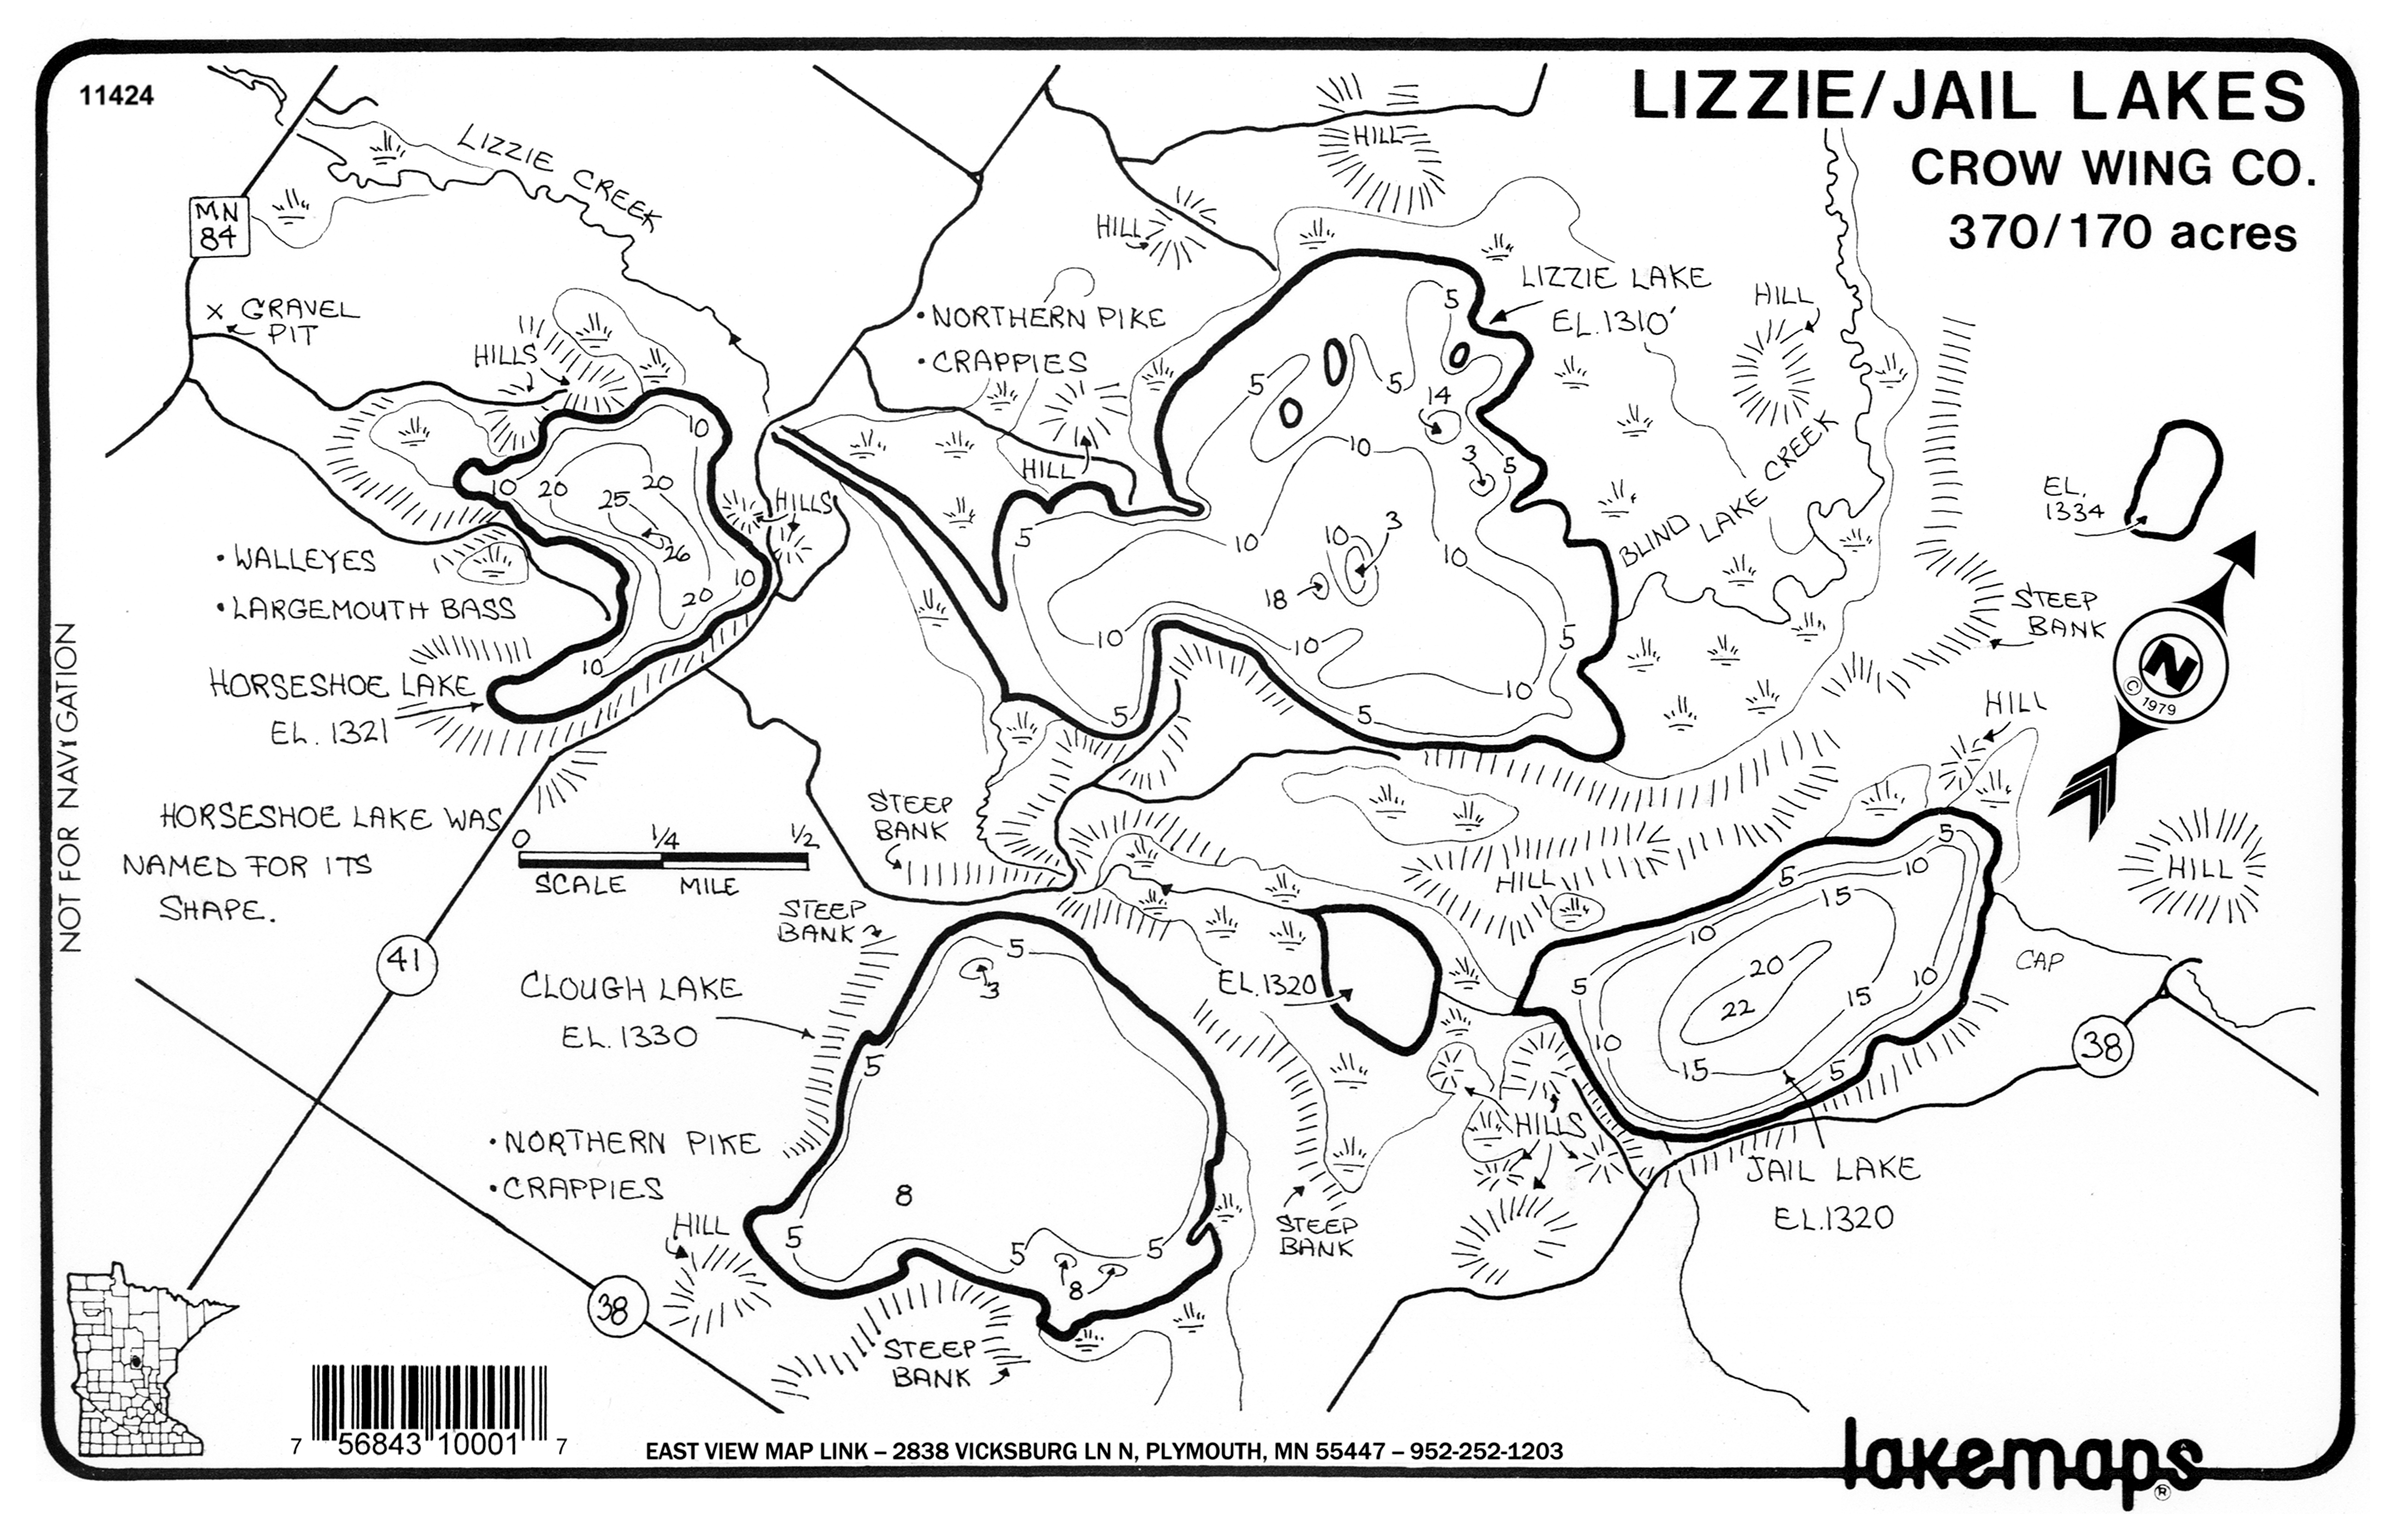 11424
LIZZIE/JAIL LAKES
CROW WING CO.
370/170 acres
LIZZIE CREEK
MN
84
HILL
HILL
× GRAVEL
PIT
HILLS
• NORTHERN PIKE
• CRAPPIES
LIZZIE LAKE
EL. 1310'
HILL
5
5
5
14
10
3
5
HILL
10
10
20
20
25
26
20
10
10
HILLS
5
10
10
3
10
18
10
10
5
10
5
5
BLIND LAKE CREEK
EL.
1334
STEEP
BANK
N
© 1979
HILL
• WALLEYES
• LARGEMOUTH BASS
HORSESHOE LAKE
EL. 1321
NOT FOR NAVIGATION
HORSESHOE LAKE WAS
NAMED FOR ITS
SHAPE.
0 1/4 1/2
SCALE MILE
STEEP
BANK
STEEP
BANK
HILL
HILL
41
CLOUGH LAKE
EL. 1330
5
3
5
EL. 1320
5
5
10
15
10
20
22
5
10
15
10
15
5
CAP
38
• NORTHERN PIKE
• CRAPPIES
HILL
8
5
5
5
8
HILLS
JAIL LAKE
EL. 1320
STEEP
BANK
38
STEEP
BANK
7 56843 10001 7
EAST VIEW MAP LINK – 2838 VICKSBURG LN N, PLYMOUTH, MN 55447 – 952-252-1203
lakemaps®